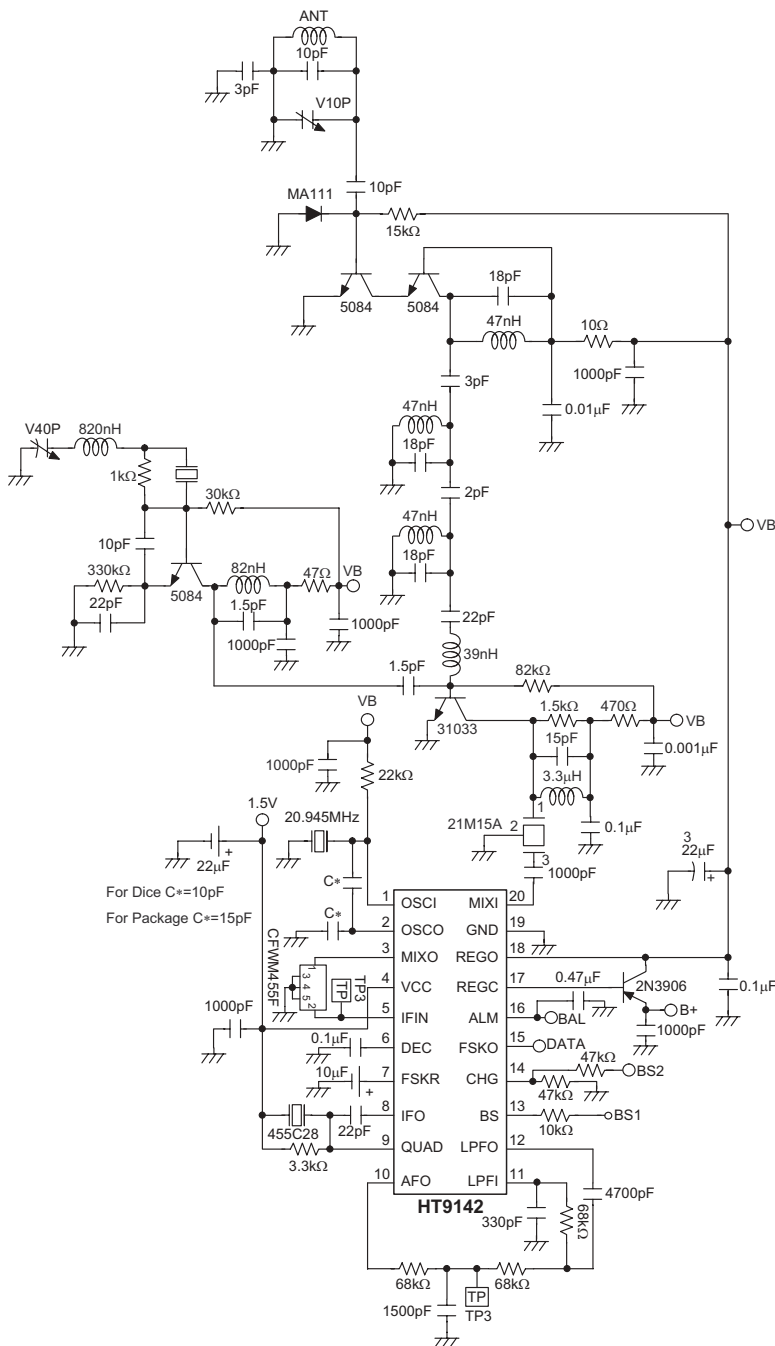 ANT
10pF
3pF
V10P
10pF
MA111
15kΩ
5084
5084
18pF
47nH
10Ω
1000pF
3pF
0.01μF
V40P
820nH
47nH
1kΩ
18pF
30kΩ
2pF
10pF
47nH
VB
330kΩ
82nH
47Ω
18pF
22pF
5084
1.5pF
VB
1000pF
22pF
1000pF
39nH
1.5pF
82kΩ
VB
31033
1.5kΩ
470Ω
VB
15pF
0.001μF
1000pF
22kΩ
3.3μH
1.5V
20.945MHz
21M15A
1
2
0.1μF
3
22μF
+
22μF
+
3
1000pF
For Dice C*=10pF
C*
For Package C*=15pF
C*
1 OSCI MIXI 20
2 OSCO GND 19
3 MIXO REGO 18
4 VCC REGC 17
5 IFIN ALM 16
6 DEC FSKO 15
7 FSKR CHG 14
8 IFO BS 13
9 QUAD LPFO 12
10 AFO LPFI 11
HT9142
CFWM455F
1
3
4
5
2
TP
TP3
0.47μF
2N3906
0.1μF
BAL
B+
1000pF
1000pF
DATA
0.1μF
47kΩ
BS2
10μF
+
47kΩ
BS1
10kΩ
455C28
22pF
3.3kΩ
4700pF
330pF
68kΩ
68kΩ
68kΩ
1500pF
TP
TP3